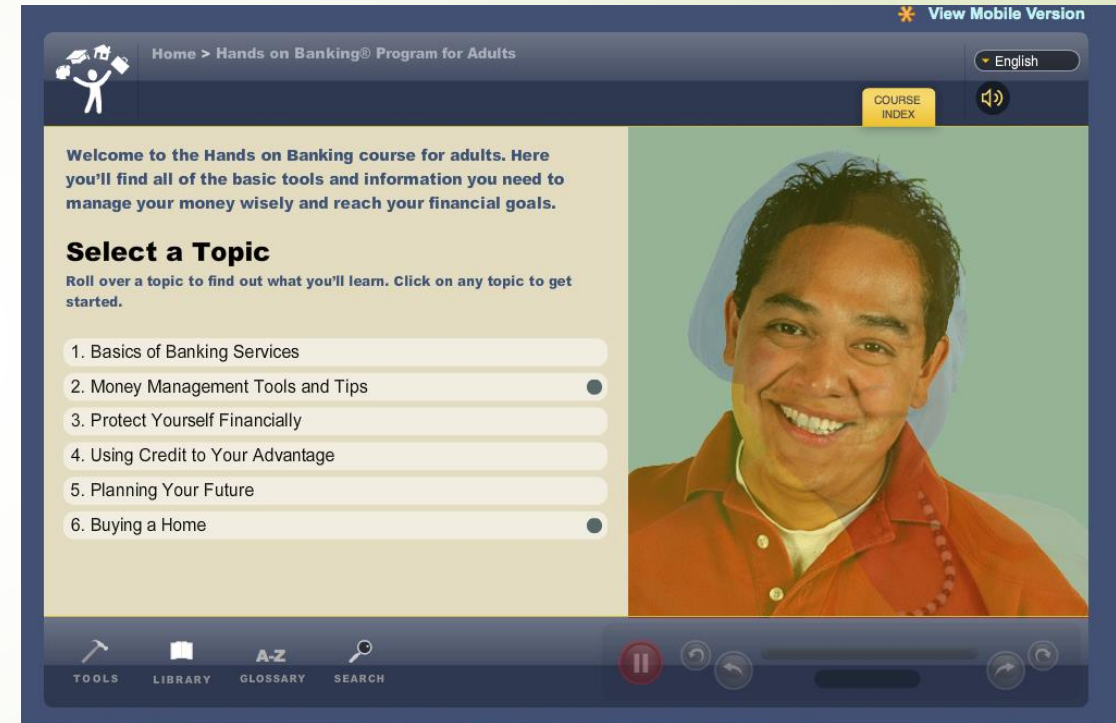 View Mobile Version
Home > Hands on Banking® Program for Adults
English
COURSE
INDEX
Welcome to the Hands on Banking course for adults. Here
you'll find all of the basic tools and information you need to
manage your money wisely and reach your financial goals.
Select a Topic
Roll over a topic to find out what you'll learn. Click on any topic to get
started.
1. Basics of Banking Services
2. Money Management Tools and Tips
3. Protect Yourself Financially
4. Using Credit to Your Advantage
5. Planning Your Future
6. Buying a Home
A-Z
TOOLS LIBRARY GLOSSARY SEARCH